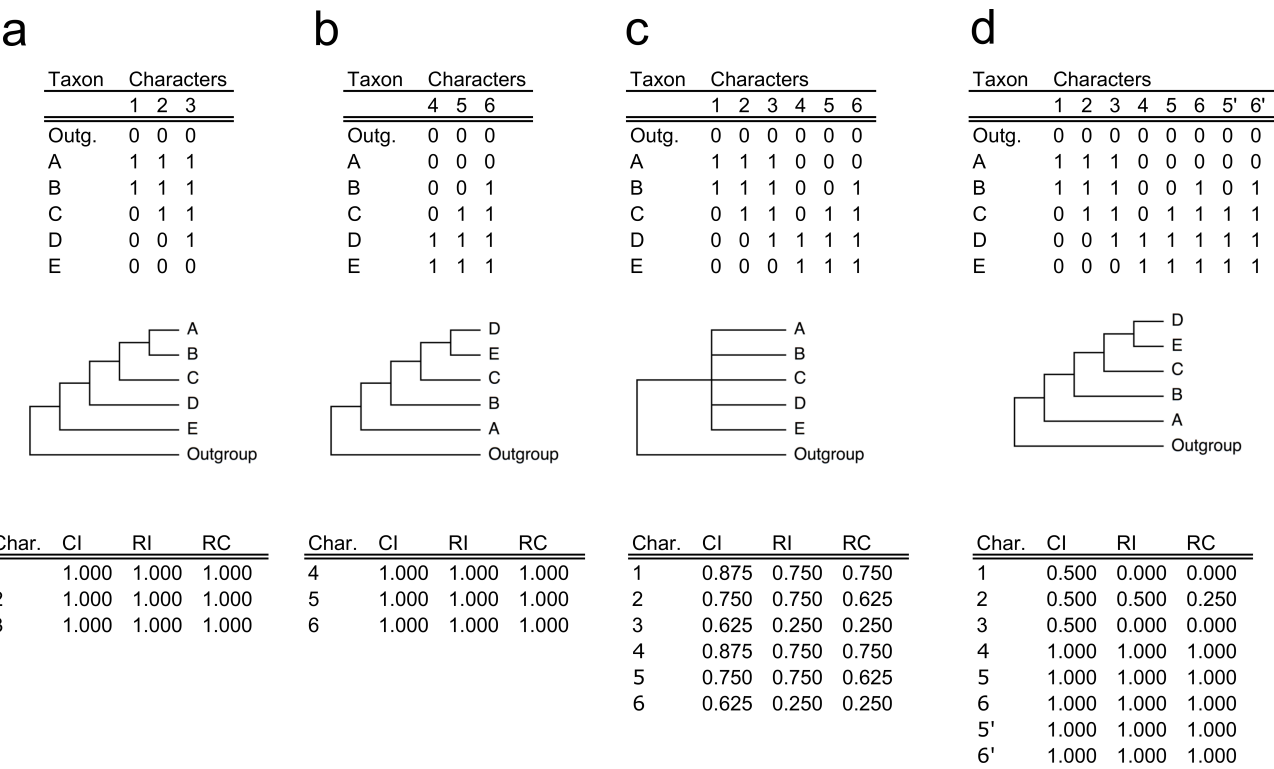 a
Taxon Characters
1 2 3
Outg. 0 0 0
A 1 1 1
B 1 1 1
C 0 1 1
D 0 0 1
E 0 0 0
A
B
C
D
E
Outgroup
Char. CI RI RC
1.000 1.000 1.000
2 1.000 1.000 1.000
3 1.000 1.000 1.000
b
Taxon Characters
4 5 6
Outg. 0 0 0
A 0 0 0
B 0 0 1
C 0 1 1
D 1 1 1
E 1 1 1
D
E
C
B
A
Outgroup
Char. CI RI RC
4 1.000 1.000 1.000
5 1.000 1.000 1.000
6 1.000 1.000 1.000
c
Taxon Characters
1 2 3 4 5 6
Outg. 0 0 0 0 0 0
A 1 1 1 0 0 0
B 1 1 1 0 0 1
C 0 1 1 0 1 1
D 0 0 1 1 1 1
E 0 0 0 1 1 1
A
B
C
D
E
Outgroup
Char. CI RI RC
1 0.875 0.750 0.750
2 0.750 0.750 0.625
3 0.625 0.250 0.250
4 0.875 0.750 0.750
5 0.750 0.750 0.625
6 0.625 0.250 0.250
d
Taxon Characters
1 2 3 4 5 6 5' 6'
Outg. 0 0 0 0 0 0 0 0
A 1 1 1 0 0 0 0 0
B 1 1 1 0 0 1 0 1
C 0 1 1 0 1 1 1 1
D 0 0 1 1 1 1 1 1
E 0 0 0 1 1 1 1 1
D
E
C
B
A
Outgroup
Char. CI RI RC
1 0.500 0.000 0.000
2 0.500 0.500 0.250
3 0.500 0.000 0.000
4 1.000 1.000 1.000
5 1.000 1.000 1.000
6 1.000 1.000 1.000
5' 1.000 1.000 1.000
6' 1.000 1.000 1.000